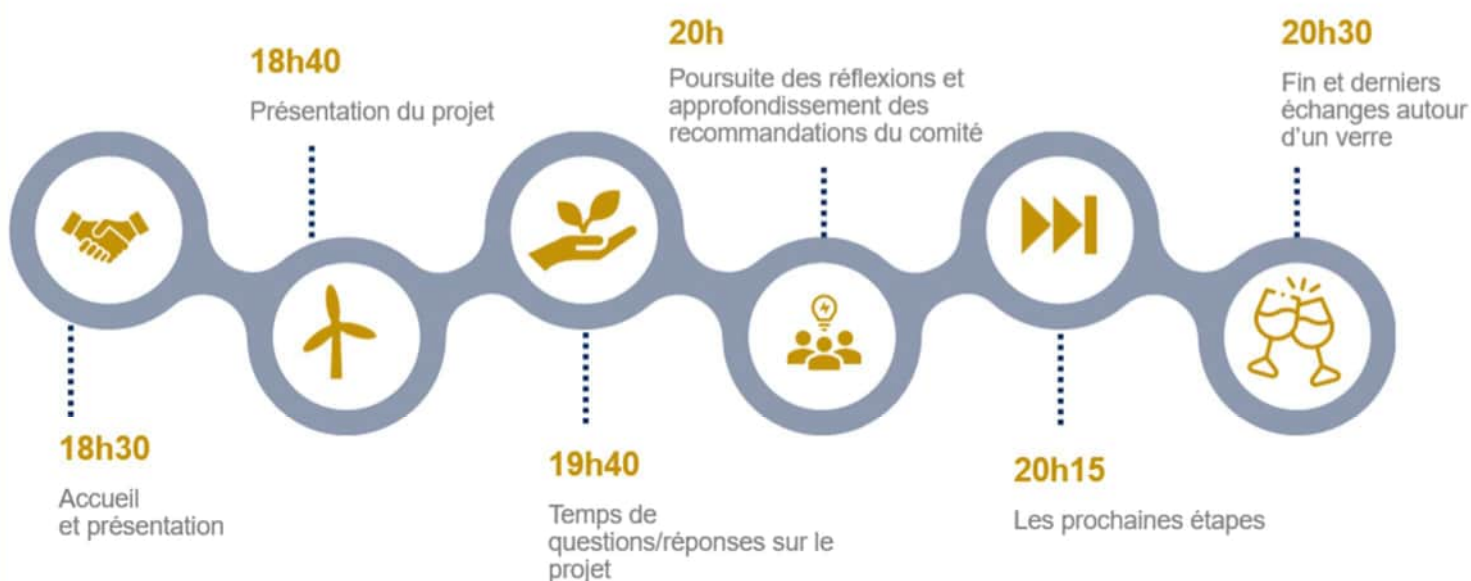 18h30
Accueil
et présentation
18h40
Présentation du projet
19h40
Temps de
questions/réponses sur le
projet
20h
Poursuite des réflexions et
approfondissement des
recommandations du comité
20h15
Les prochaines étapes
20h30
Fin et derniers
échanges autour
d'un verre